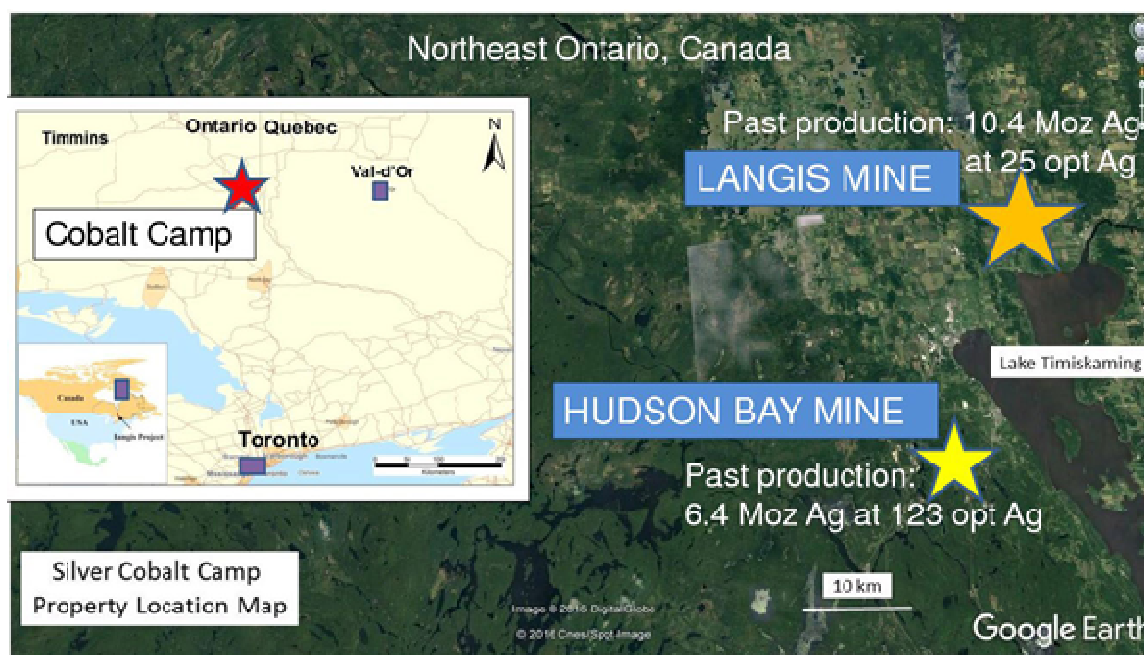 Northeast Ontario, Canada
Past production: 10.4 Moz Ag
at 25 opt Ag
LANGIS MINE
Ontario Quebec
N
Timmins
Val-d'Or
Cobalt Camp
Lake Timiskaming
HUDSON BAY MINE
Canada
USA
langis Project
Toronto
Kilometers
Past production:
6.4 Moz Ag at 123 opt Ag
Silver Cobalt Camp
Property Location Map
10 km
Image © 2016 DigitalGlobe
© 2016 Cnes/Spot Image
Google Earth